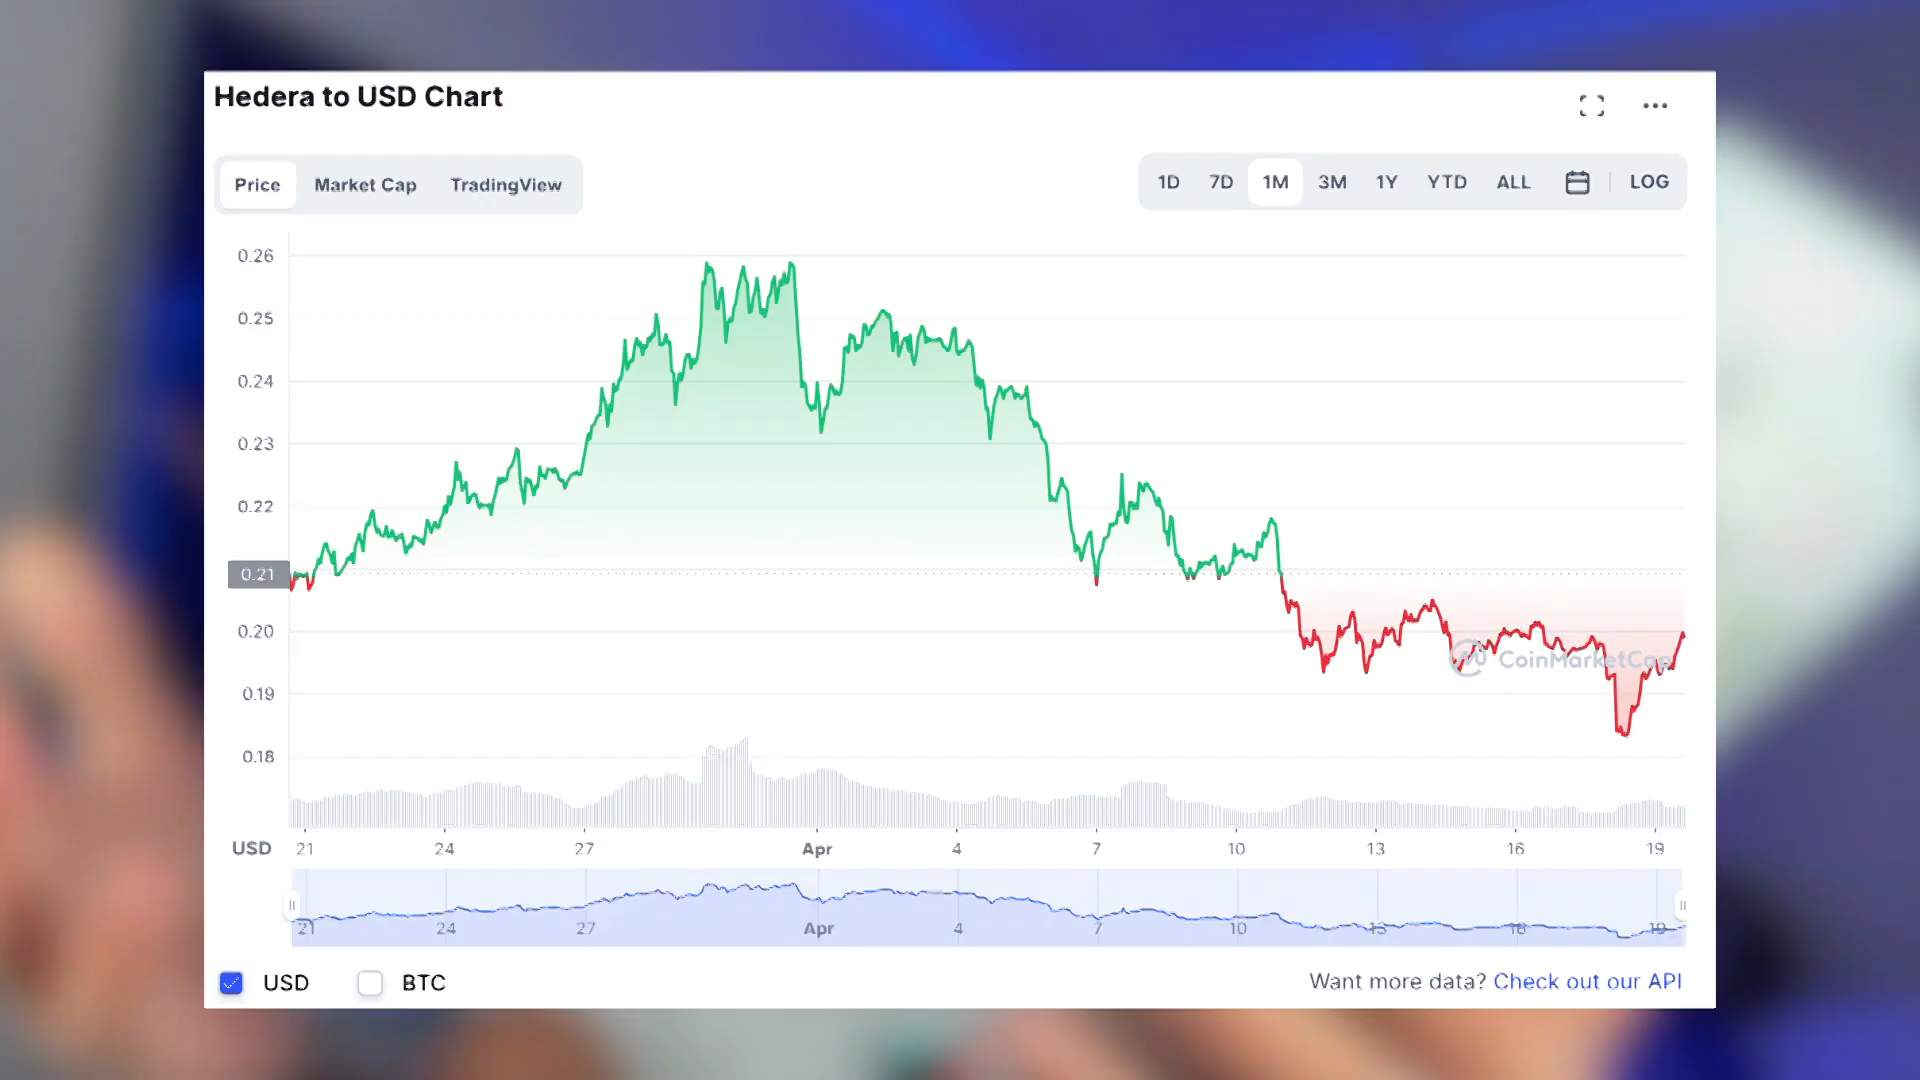 Hedera to USD Chart
Price Market Cap TradingView
1D 7D 1M 3M 1Y YTD ALL LOG
0.26
0.25
0.24
0.23
0.22
0.21
0.20
0.19
0.18
CoinMarketCap
USD 21 24 27 Apr 4 7 10 13 16 19
21 24 27 Apr 4 7 10 13 16 19
USD BTC
Want more data? Check out our API